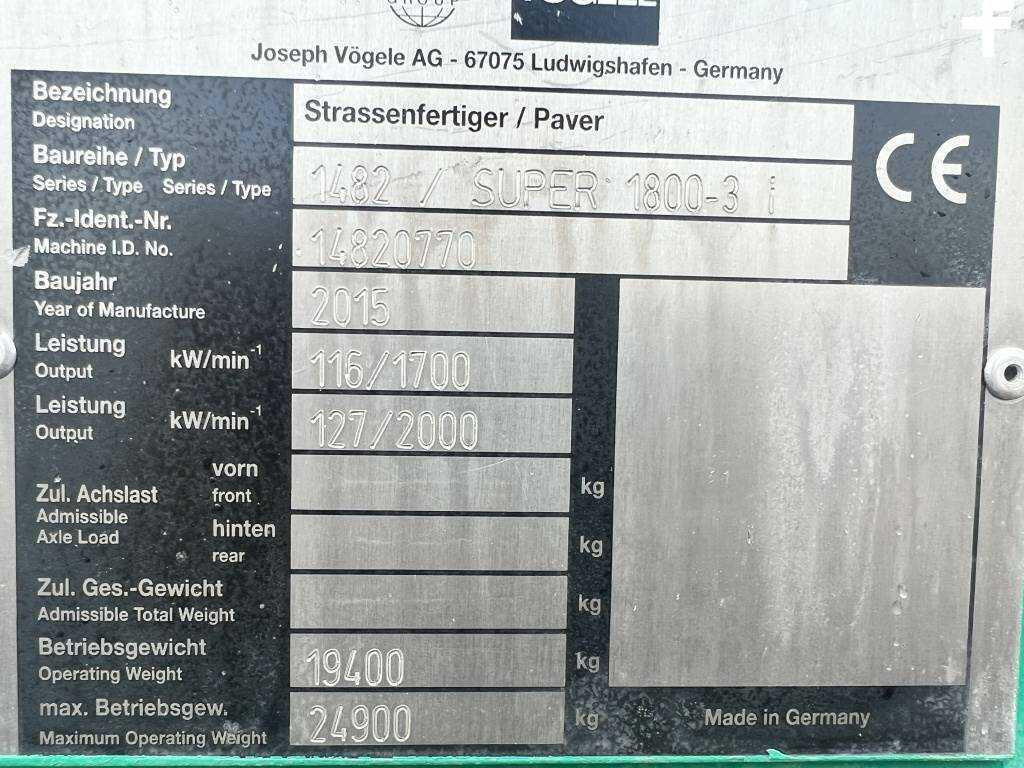 GROUP VÖGELE
Joseph Vögele AG - 67075 Ludwigshafen - Germany
Bezeichnung
Designation
Strassenfertiger / Paver
CE
Baureihe / Typ
Series / Type Series / Type
1482 / SUPER 1800-3 i
Fz.-Ident.-Nr.
Machine I.D. No.
14820770
Baujahr
Year of Manufacture
2015
Leistung
Output
kW/min⁻¹
116/1700
Leistung
Output
kW/min⁻¹
127/2000
Zul. Achslast
Admissible
Axle Load
vorn
front
kg
hinten
rear
kg
Zul. Ges.-Gewicht
Admissible Total Weight
kg
Betriebsgewicht
Operating Weight
19400
kg
max. Betriebsgew.
Maximum Operating Weight
24900
kg
Made in Germany